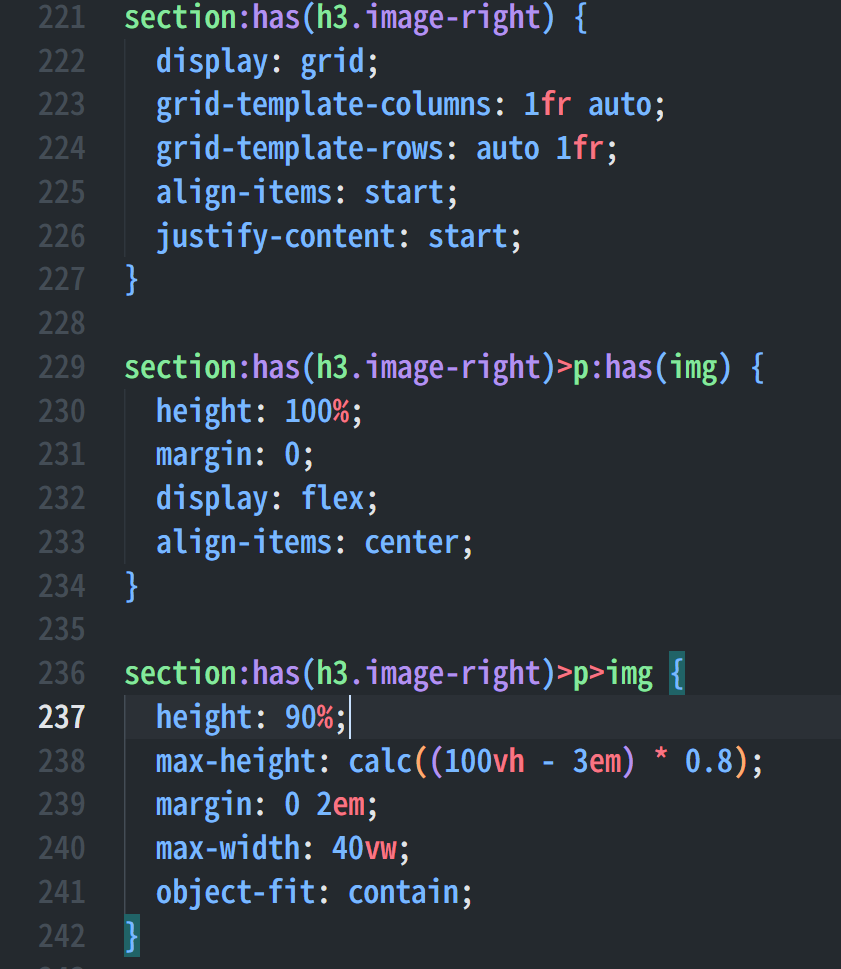 221 section:has(h3.image-right) {
222   display: grid;
223   grid-template-columns: 1fr auto;
224   grid-template-rows: auto 1fr;
225   align-items: start;
226   justify-content: start;
227 }
228
229 section:has(h3.image-right)>p:has(img) {
230   height: 100%;
231   margin: 0;
232   display: flex;
233   align-items: center;
234 }
235
236 section:has(h3.image-right)>p>img {
237   height: 90%;
238   max-height: calc((100vh - 3em) * 0.8);
239   margin: 0 2em;
240   max-width: 40vw;
241   object-fit: contain;
242 }